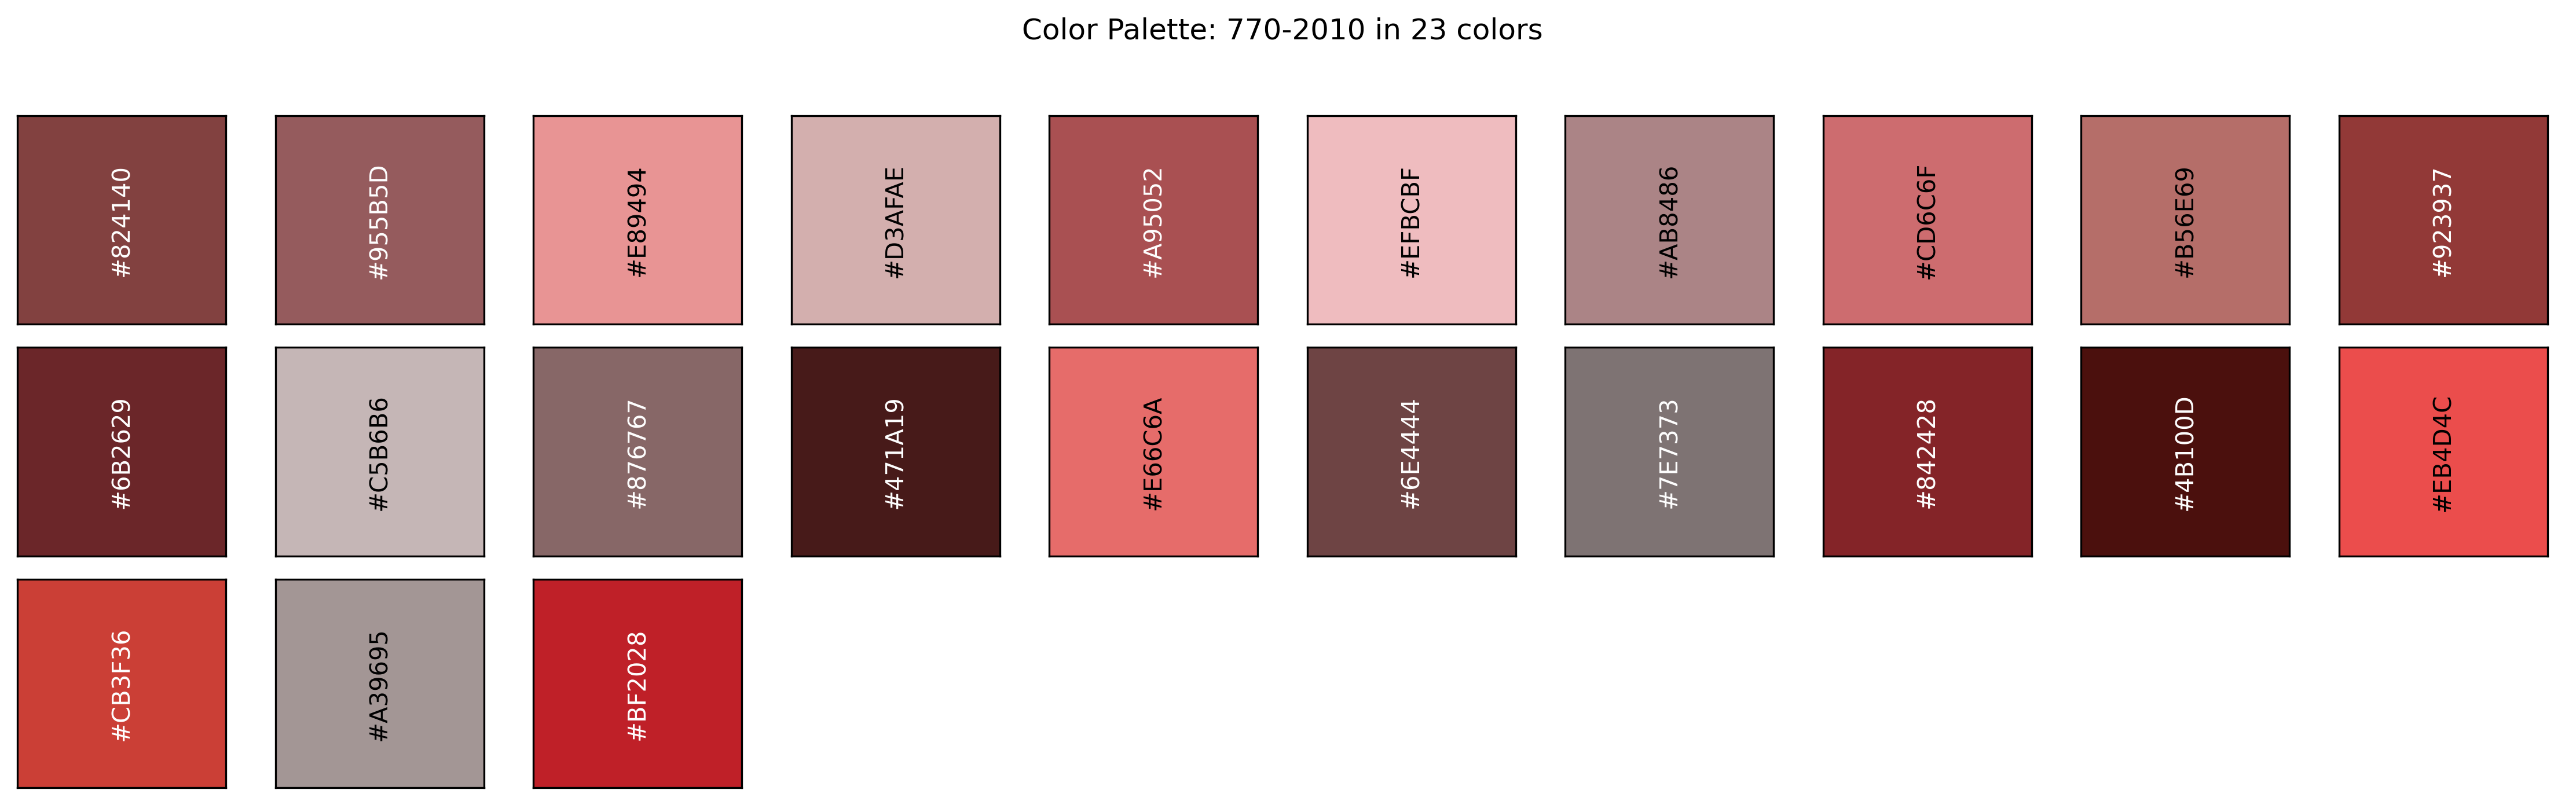 Color Palette: 770-2010 in 23 colors
#824140
#955B5D
#E89494
#D3AFAE
#A95052
#EFBCBF
#AB8486
#CD6C6F
#B56E69
#923937
#6B2629
#C5B6B6
#876767
#471A19
#E66C6A
#6E4444
#7E7373
#842428
#4B100D
#EB4D4C
#CB3F36
#A39695
#BF2028